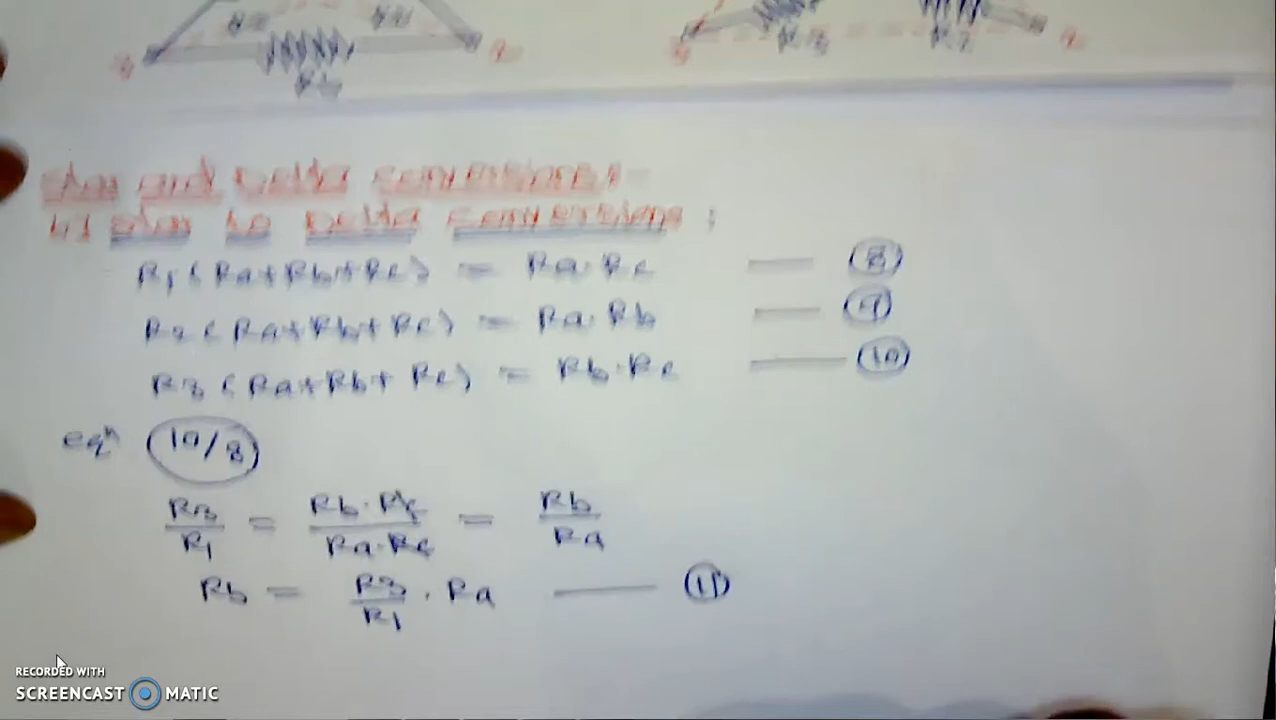 Star and Delta Conversions :-
Star to Delta Conversions :
R1 ( Ra+Rb+Rc) = Ra.Rc —— 8
R2 ( Ra+Rb+Rc) = Ra.Rb —— 9
R3 ( Ra+Rb+ Rc) = Rb.Rc —— 10
eqⁿ 10/8
R3/R1 = Rb.Rc/Ra.Rc = Rb/Ra
Rb = R3/R1 . Ra —— 11
RECORDED WITH
SCREENCAST MATIC